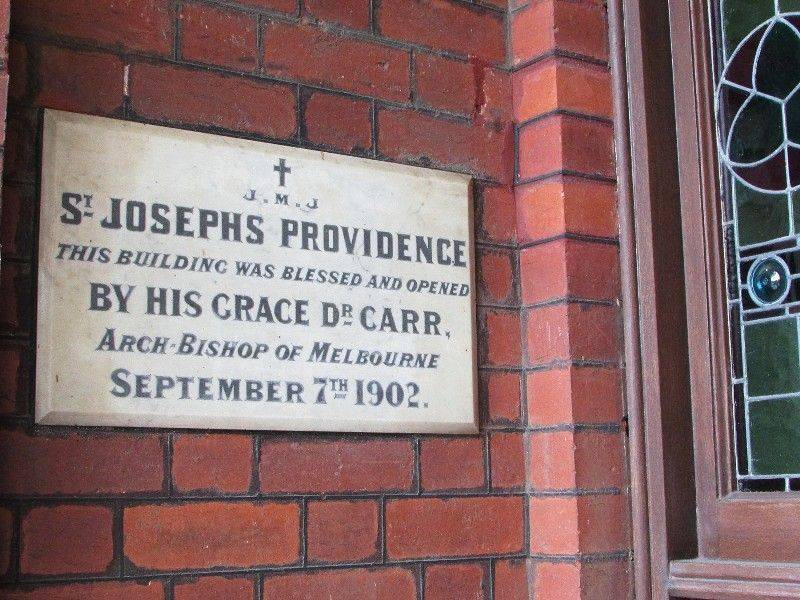 J.M.J
ST JOSEPHS PROVIDENCE
THIS BUILDING WAS BLESSED AND OPENED
BY HIS GRACE DR CARR,
ARCH-BISHOP OF MELBOURNE
SEPTEMBER 7TH 1902.